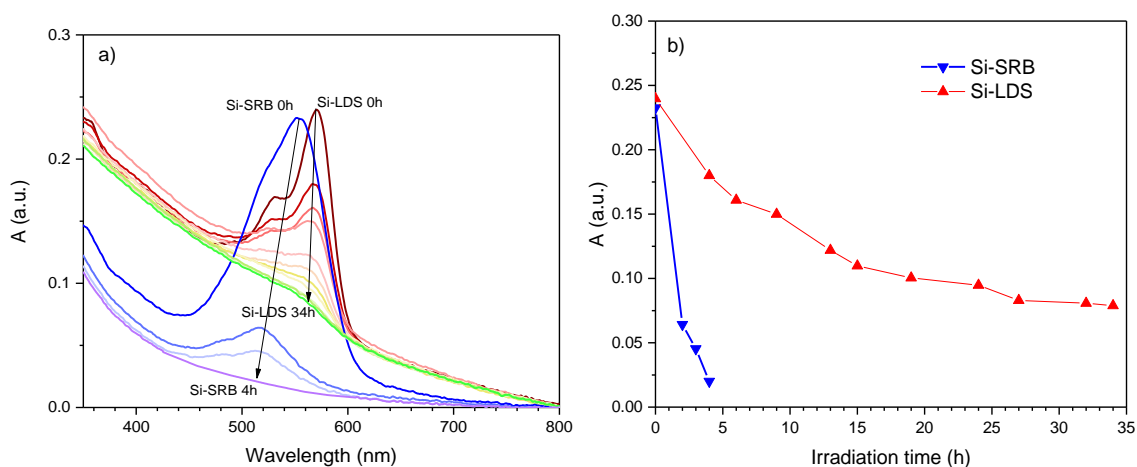 a)
Si-SRB 0h
Si-LDS 0h
Si-LDS 34h
Si-SRB 4h
0.3
0.2
0.1
0.0
A (a.u.)
400
500
600
700
800
Wavelength (nm)
b)
Si-SRB
Si-LDS
0.30
0.25
0.20
0.15
0.10
0.05
0.00
A (a.u.)
0
5
10
15
20
25
30
35
Irradiation time (h)